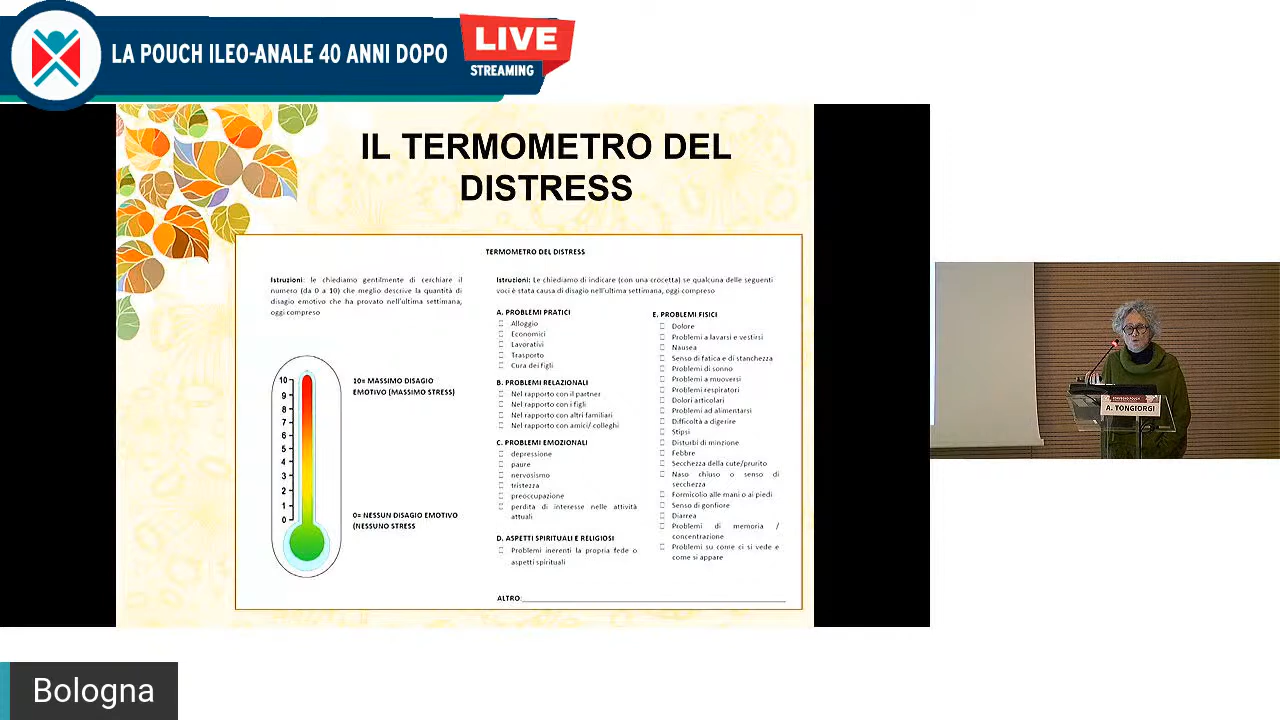 LA POUCH ILEO-ANALE 40 ANNI DOPO
LIVE
STREAMING
IL TERMOMETRO DEL
DISTRESS
TERMOMETRO DEL DISTRESS
Istruzioni: le chiediamo gentilmente di cerchiare il
numero (da 0 a 10) che meglio descrive la quantità di
disagio emotivo che ha provato nell'ultima settimana,
oggi compreso
10
9
8
7
6
5
4
3
2
1
0
10= MASSIMO DISAGIO
EMOTIVO (MASSIMO STRESS)
0= NESSUN DISAGIO EMOTIVO
(NESSUNO STRESS
Istruzioni: Le chiediamo di indicare (con una crocetta) se qualcuna delle seguenti
voci è stata causa di disagio nell'ultima settimana, oggi compreso
A. PROBLEMI PRATICI
Alloggio
Economici
Lavorativi
Trasporto
Cura dei figli
B. PROBLEMI RELAZIONALI
Nel rapporto con il partner
Nel rapporto con i figli
Nel rapporto con altri familiari
Nel rapporto con amici/ colleghi
C. PROBLEMI EMOZIONALI
depressione
paure
nervosismo
tristezza
preoccupazione
perdita di interesse nelle attività
attuali
D. ASPETTI SPIRITUALI E RELIGIOSI
Problemi inerenti la propria fede o
aspetti spirituali
E. PROBLEMI FISICI
Dolore
Problemi a lavarsi e vestirsi
Nausea
Senso di fatica e di stanchezza
Problemi di sonno
Problemi a muoversi
Problemi respiratori
Dolori articolari
Problemi ad alimentarsi
Difficoltà a digerire
Stipsi
Disturbi di minzione
Febbre
Secchezza della cute/prurito
Naso chiuso o senso di
secchezza
Formicolio alle mani o ai piedi
Senso di gonfiore
Diarrea
Problemi di memoria /
concentrazione
Problemi su come ci si vede e
come si appare
ALTRO:
A. TONGIORGI
Bologna